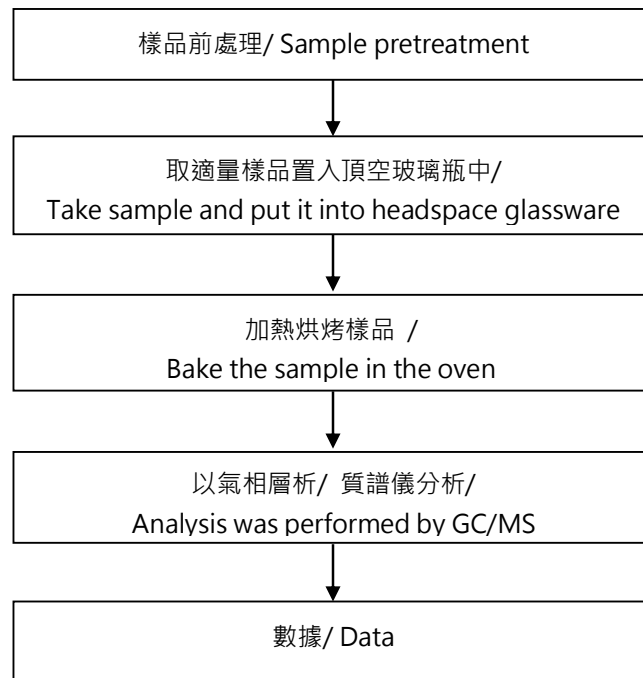 樣品前處理/ Sample pretreatment
取適量樣品置入頂空玻璃瓶中/
Take sample and put it into headspace glassware
加熱烘烤樣品 /
Bake the sample in the oven
以氣相層析/ 質譜儀分析/
Analysis was performed by GC/MS
數據/ Data